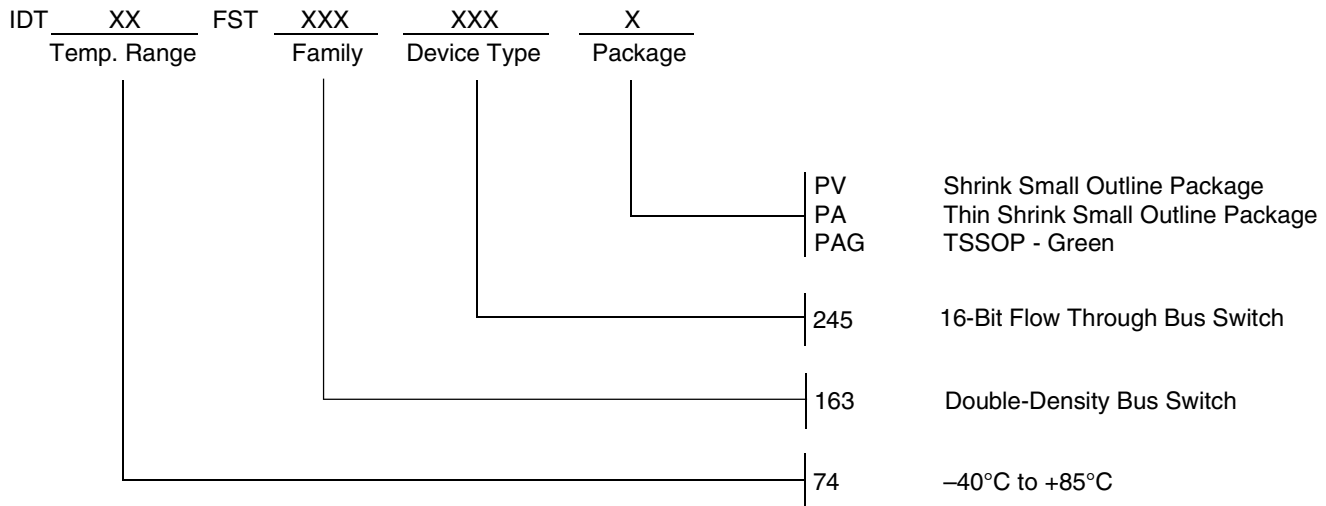 IDT XX FST XXX XXX X
Temp. Range Family Device Type Package
PV Shrink Small Outline Package
PA Thin Shrink Small Outline Package
PAG TSSOP - Green
245 16-Bit Flow Through Bus Switch
163 Double-Density Bus Switch
74 –40°C to +85°C